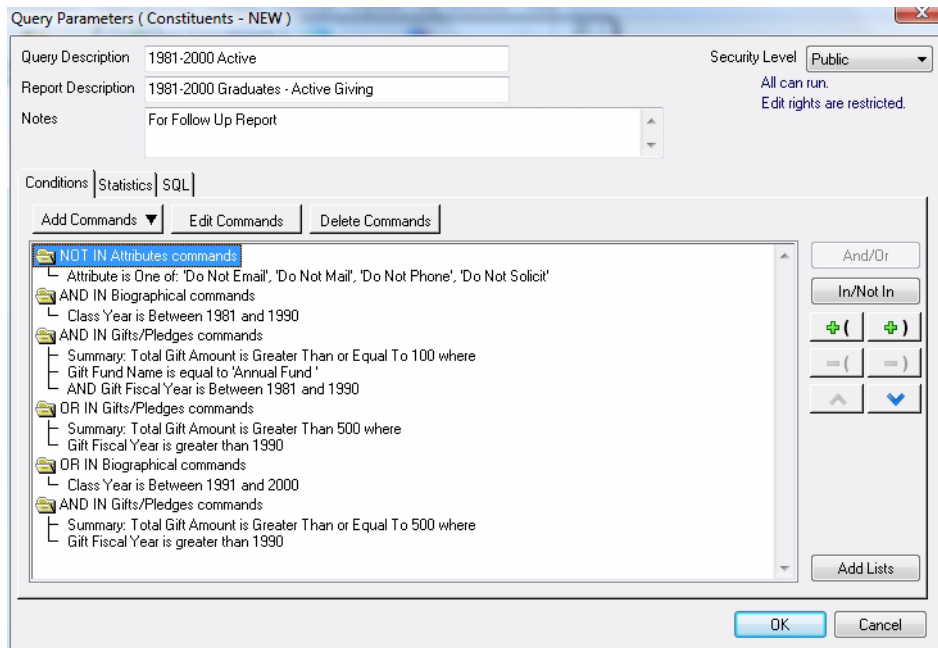 Query Parameters ( Constituents - NEW )
Query Description 1981-2000 Active Security Level Public
Report Description 1981-2000 Graduates - Active Giving All can run.
Edit rights are restricted.
Notes For Follow Up Report
Conditions Statistics SQL
Add Commands Edit Commands Delete Commands
NOT IN Attributes commands And/Or
Attribute is One of: 'Do Not Email', 'Do Not Mail', 'Do Not Phone', 'Do Not Solicit'
AND IN Biographical commands In/Not In
Class Year is Between 1981 and 1990
AND IN Gifts/Pledges commands + ( + )
Summary: Total Gift Amount is Greater Than or Equal To 100 where
Gift Fund Name is equal to 'Annual Fund ' - ( - )
AND Gift Fiscal Year is Between 1981 and 1990
OR IN Gifts/Pledges commands
Summary: Total Gift Amount is Greater Than 500 where
Gift Fiscal Year is greater than 1990
OR IN Biographical commands
Class Year is Between 1991 and 2000
AND IN Gifts/Pledges commands
Summary: Total Gift Amount is Greater Than or Equal To 500 where
Gift Fiscal Year is greater than 1990
Add Lists
OK Cancel